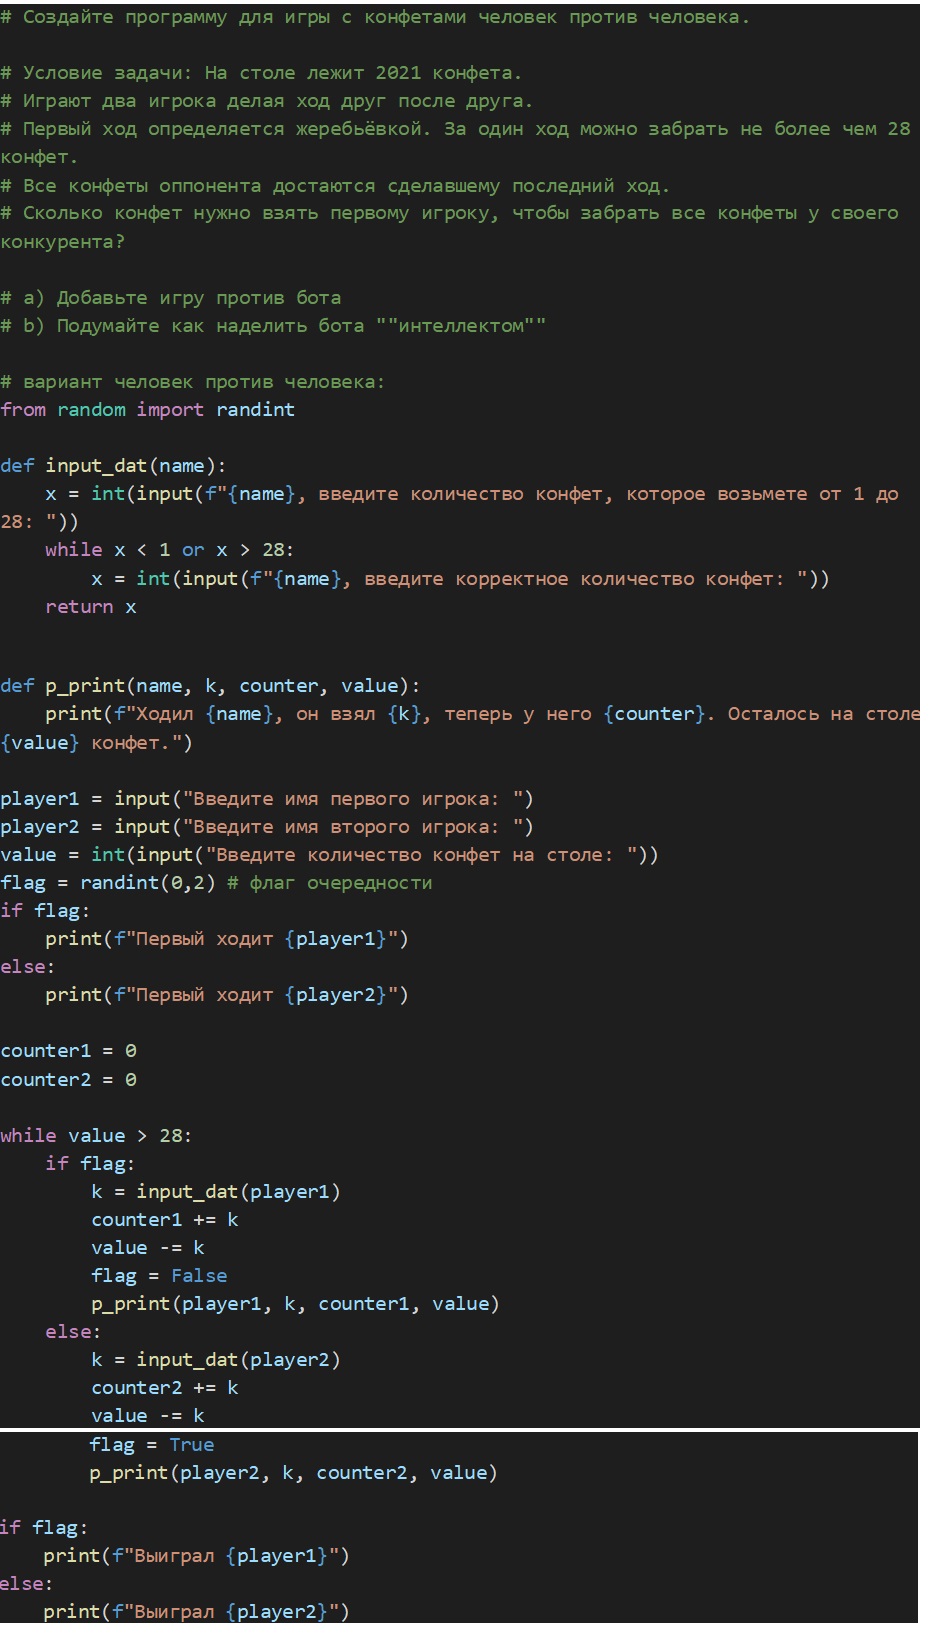 # Создайте программу для игры с конфетами человек против человека.

# Условие задачи: На столе лежит 2021 конфета.
# Играют два игрока делая ход друг после друга.
# Первый ход определяется жеребьёвкой. За один ход можно забрать не более чем 28
конфет.
# Все конфеты оппонента достаются сделавшему последний ход.
# Сколько конфет нужно взять первому игроку, чтобы забрать все конфеты у своего
конкурента?

# a) Добавьте игру против бота
# b) Подумайте как наделить бота ""интеллектом""

# вариант человек против человека:
from random import randint

def input_dat(name):
    x = int(input(f"{name}, введите количество конфет, которое возьмете от 1 до
28: "))
    while x < 1 or x > 28:
        x = int(input(f"{name}, введите корректное количество конфет: "))
    return x


def p_print(name, k, counter, value):
    print(f"Ходил {name}, он взял {k}, теперь у него {counter}. Осталось на столе
{value} конфет.")

player1 = input("Введите имя первого игрока: ")
player2 = input("Введите имя второго игрока: ")
value = int(input("Введите количество конфет на столе: "))
flag = randint(0,2) # флаг очередности
if flag:
    print(f"Первый ходит {player1}")
else:
    print(f"Первый ходит {player2}")

counter1 = 0
counter2 = 0

while value > 28:
    if flag:
        k = input_dat(player1)
        counter1 += k
        value -= k
        flag = False
        p_print(player1, k, counter1, value)
    else:
        k = input_dat(player2)
        counter2 += k
        value -= k
        flag = True
        p_print(player2, k, counter2, value)

if flag:
    print(f"Выиграл {player1}")
else:
    print(f"Выиграл {player2}")